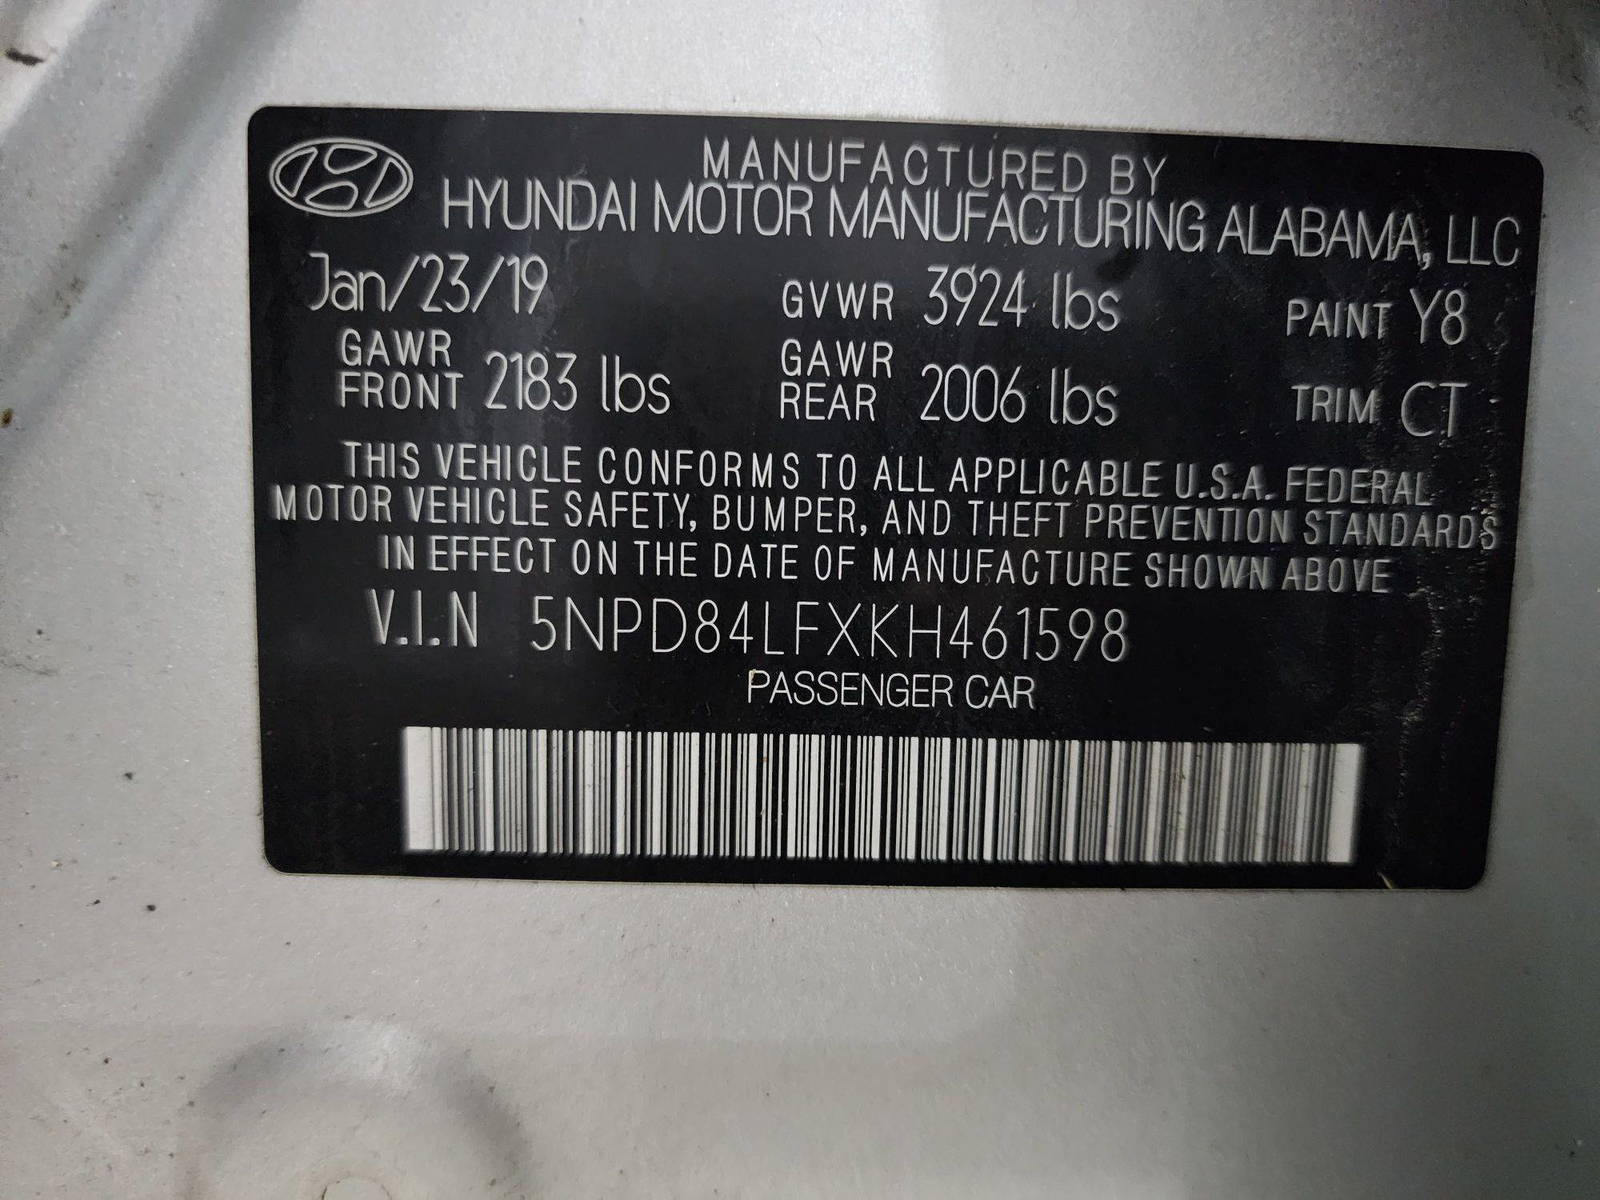 MANUFACTURED BY
HYUNDAI MOTOR MANUFACTURING ALABAMA, LLC
Jan/23/19 GVWR 3924 lbs PAINT Y8
GAWR FRONT 2183 lbs GAWR REAR 2006 lbs TRIM CT
THIS VEHICLE CONFORMS TO ALL APPLICABLE U.S.A. FEDERAL
MOTOR VEHICLE SAFETY, BUMPER, AND THEFT PREVENTION STANDARDS
IN EFFECT ON THE DATE OF MANUFACTURE SHOWN ABOVE
V.I.N 5NPD84LFXKH461598
PASSENGER CAR